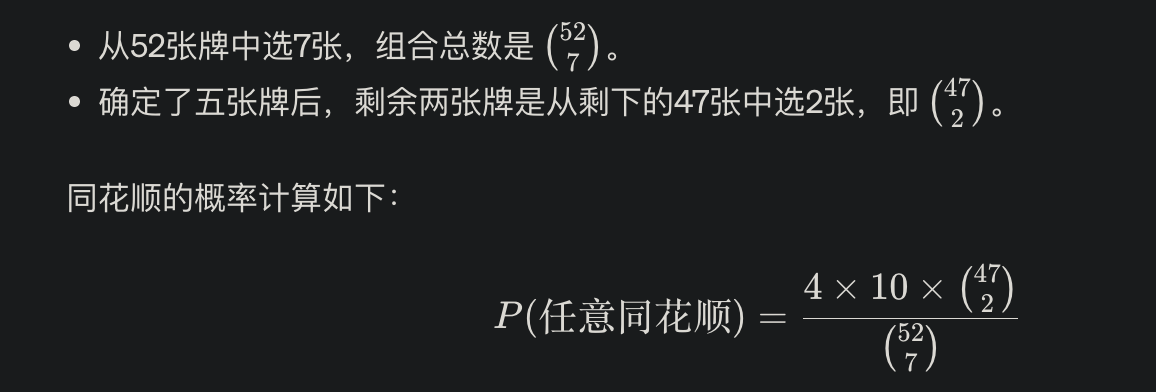 • 从52张牌中选7张，组合总数是 $\binom{52}{7}$。
• 确定了五张牌后，剩余两张牌是从剩下的47张中选2张，即 $\binom{47}{2}$。
同花顺的概率计算如下：
$P(任意同花顺) = \frac{4 \times 10 \times \binom{47}{2}}{\binom{52}{7}}$